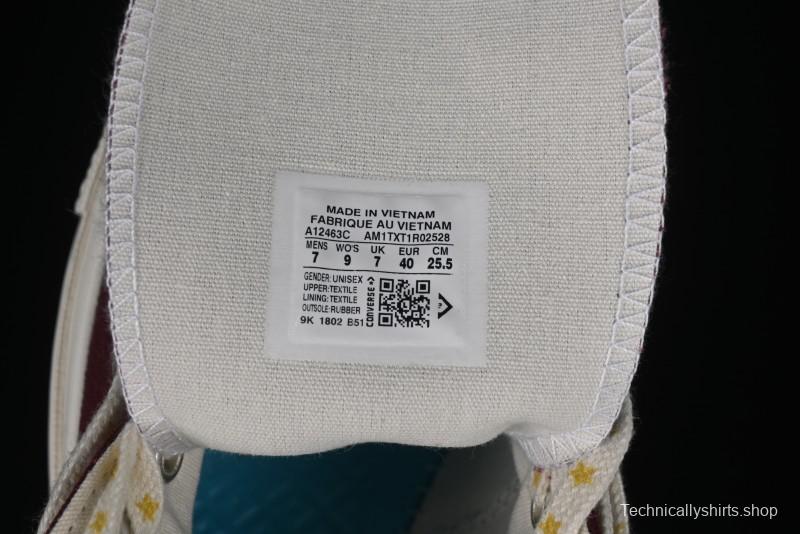 MADE IN VIETNAM
FABRIQUE AU VIETNAM
A12463C AM1TXT1R02528
MENS WO'S UK EUR CM
7 9 7 40 25.5
GENDER: UNISEX
UPPER: TEXTILE
LINING: TEXTILE
OUTSOLE: RUBBER
9K 1802 B51
CONVERSE
Technicallyshirts.shop